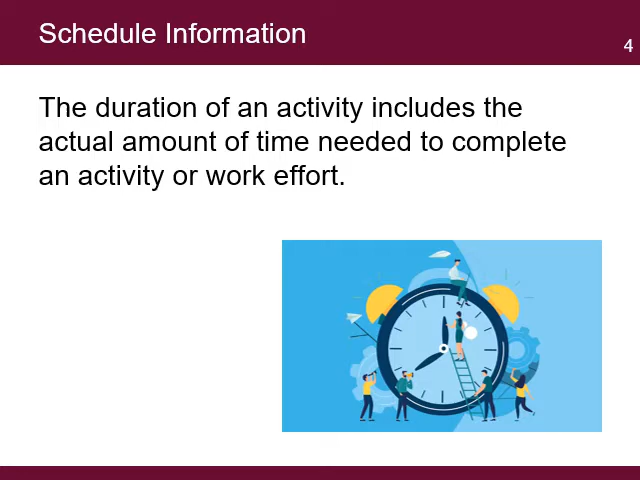 Schedule Information
4
The duration of an activity includes the
actual amount of time needed to complete
an activity or work effort.